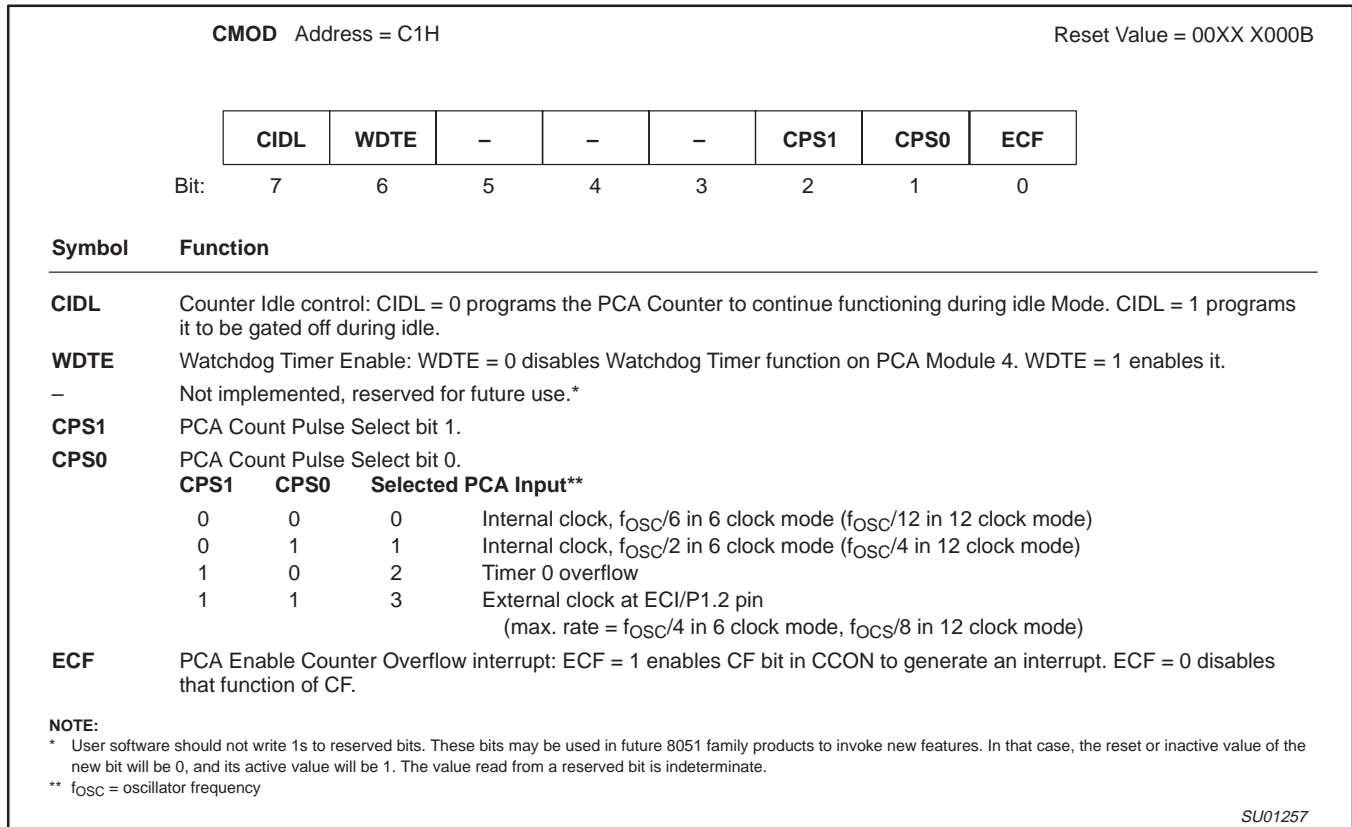 CMOD Address = C1H Reset Value = 00XX X000B
CIDL WDTE – – – CPS1 CPS0 ECF
Bit: 7 6 5 4 3 2 1 0
Symbol Function
CIDL Counter Idle control: CIDL = 0 programs the PCA Counter to continue functioning during idle Mode. CIDL = 1 programs
it to be gated off during idle.
WDTE Watchdog Timer Enable: WDTE = 0 disables Watchdog Timer function on PCA Module 4. WDTE = 1 enables it.
– Not implemented, reserved for future use.*
CPS1 PCA Count Pulse Select bit 1.
CPS0 PCA Count Pulse Select bit 0.
CPS1 CPS0 Selected PCA Input**
0 0 0 Internal clock, fOSC/6 in 6 clock mode (fOSC/12 in 12 clock mode)
0 1 1 Internal clock, fOSC/2 in 6 clock mode (fOSC/4 in 12 clock mode)
1 0 2 Timer 0 overflow
1 1 3 External clock at ECI/P1.2 pin
(max. rate = fOSC/4 in 6 clock mode, fOCS/8 in 12 clock mode)
ECF PCA Enable Counter Overflow interrupt: ECF = 1 enables CF bit in CCON to generate an interrupt. ECF = 0 disables
that function of CF.
NOTE:
* User software should not write 1s to reserved bits. These bits may be used in future 8051 family products to invoke new features. In that case, the reset or inactive value of the
new bit will be 0, and its active value will be 1. The value read from a reserved bit is indeterminate.
** fOSC = oscillator frequency
SU01257